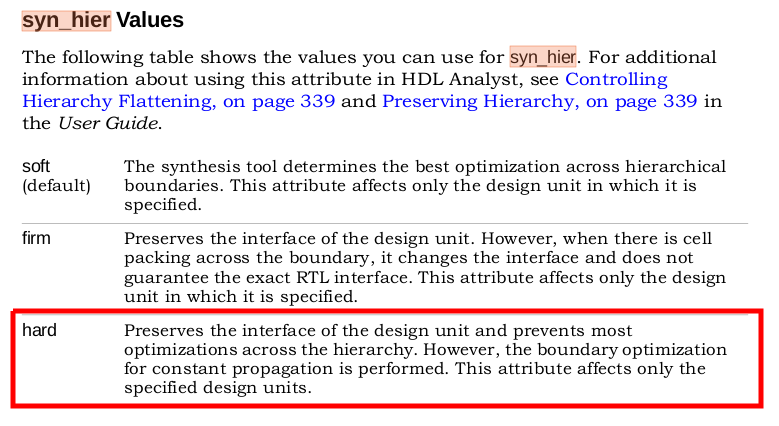 syn_hier Values
The following table shows the values you can use for syn_hier. For additional
information about using this attribute in HDL Analyst, see Controlling
Hierarchy Flattening, on page 339 and Preserving Hierarchy, on page 339 in
the User Guide.
soft
(default)
The synthesis tool determines the best optimization across hierarchical
boundaries. This attribute affects only the design unit in which it is
specified.
firm
Preserves the interface of the design unit. However, when there is cell
packing across the boundary, it changes the interface and does not
guarantee the exact RTL interface. This attribute affects only the design
unit in which it is specified.
hard
Preserves the interface of the design unit and prevents most
optimizations across the hierarchy. However, the boundary optimization
for constant propagation is performed. This attribute affects only the
specified design units.